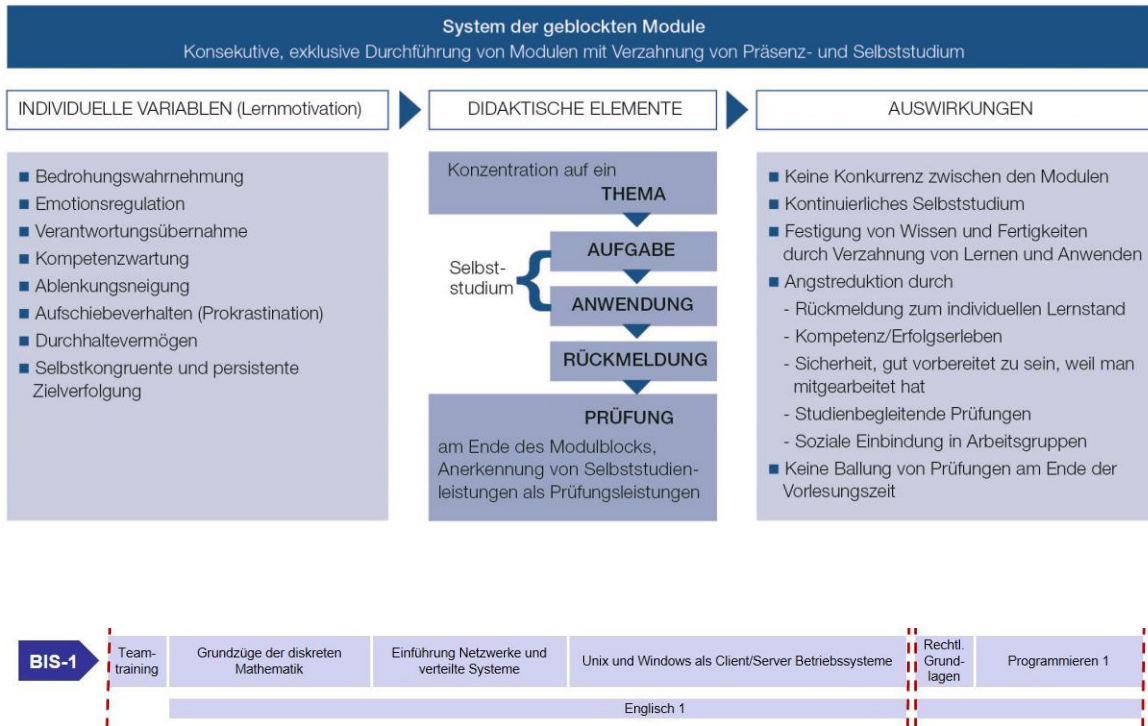 System der geblockten Module
Konsekutive, exklusive Durchführung von Modulen mit Verzahnung von Präsenz- und Selbststudium
INDIVIDUELLE VARIABLEN (Lernmotivation)
DIDAKTISCHE ELEMENTE
AUSWIRKUNGEN
Bedrohungswahrnehmung
Emotionsregulation
Verantwortungsübernahme
Kompetenzwartung
Ablenkungsneigung
Aufschiebeverhalten (Prokrastination)
Durchhaltevermögen
Selbstkongruente und persistente
Zielverfolgung
Konzentration auf ein
THEMA
Selbst-
studium
AUFGABE
ANWENDUNG
RÜCKMELDUNG
PRÜFUNG
am Ende des Modulblocks,
Anerkennung von Selbststudien-
leistungen als Prüfungsleistungen
Keine Konkurrenz zwischen den Modulen
Kontinuierliches Selbststudium
Festigung von Wissen und Fertigkeiten
durch Verzahnung von Lernen und Anwenden
Angstreduktion durch
- Rückmeldung zum individuellen Lernstand
- Kompetenz/Erfolgserleben
- Sicherheit, gut vorbereitet zu sein, weil man
mitgearbeitet hat
- Studienbegleitende Prüfungen
- Soziale Einbindung in Arbeitsgruppen
Keine Ballung von Prüfungen am Ende der
Vorlesungszeit
BIS-1
Team-
training
Grundzüge der diskreten
Mathematik
Einführung Netzwerke und
verteilte Systeme
Unix und Windows als Client/Server Betriebssysteme
Rechtl.
Grund-
lagen
Programmieren 1
Englisch 1